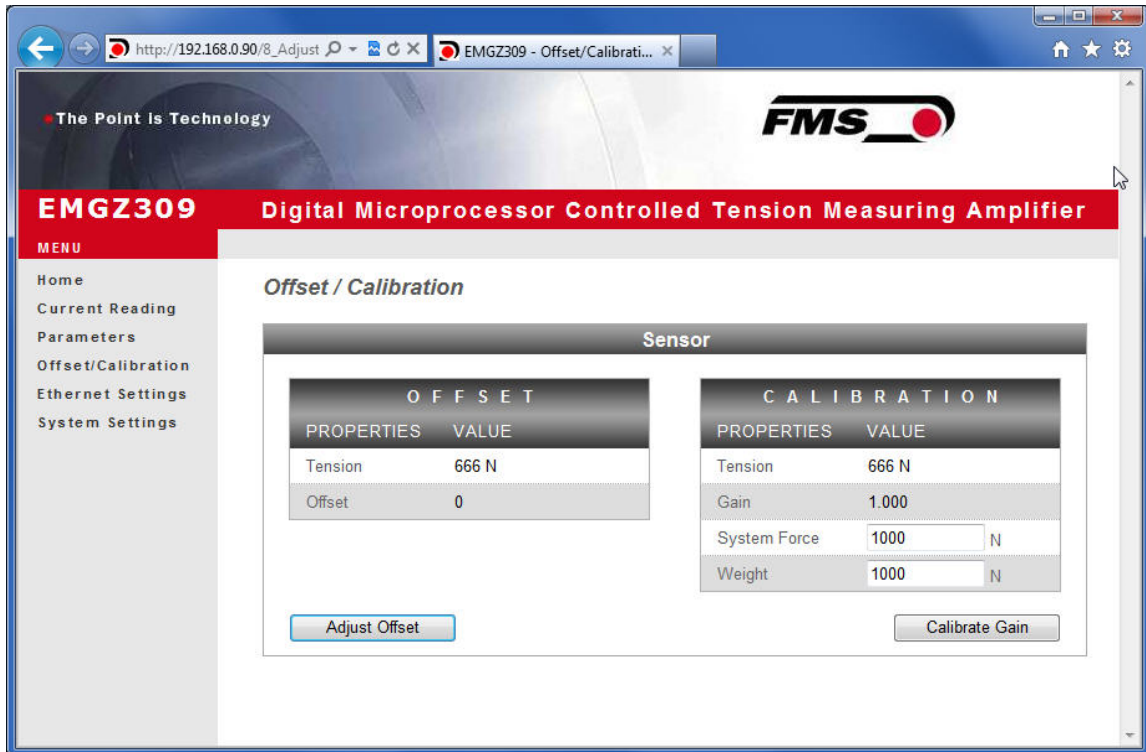 http://192.168.0.90/8_Adjust
EMGZ309 - Offset/Calibrati...
The Point is Technology
FMS
EMGZ309
Digital Microprocessor Controlled Tension Measuring Amplifier
MENU
Home
Current Reading
Parameters
Offset/Calibration
Ethernet Settings
System Settings
Offset / Calibration
Sensor
OFFSET
PROPERTIES VALUE
Tension 666 N
Offset 0
Adjust Offset
CALIBRATION
PROPERTIES VALUE
Tension 666 N
Gain 1.000
System Force 1000 N
Weight 1000 N
Calibrate Gain